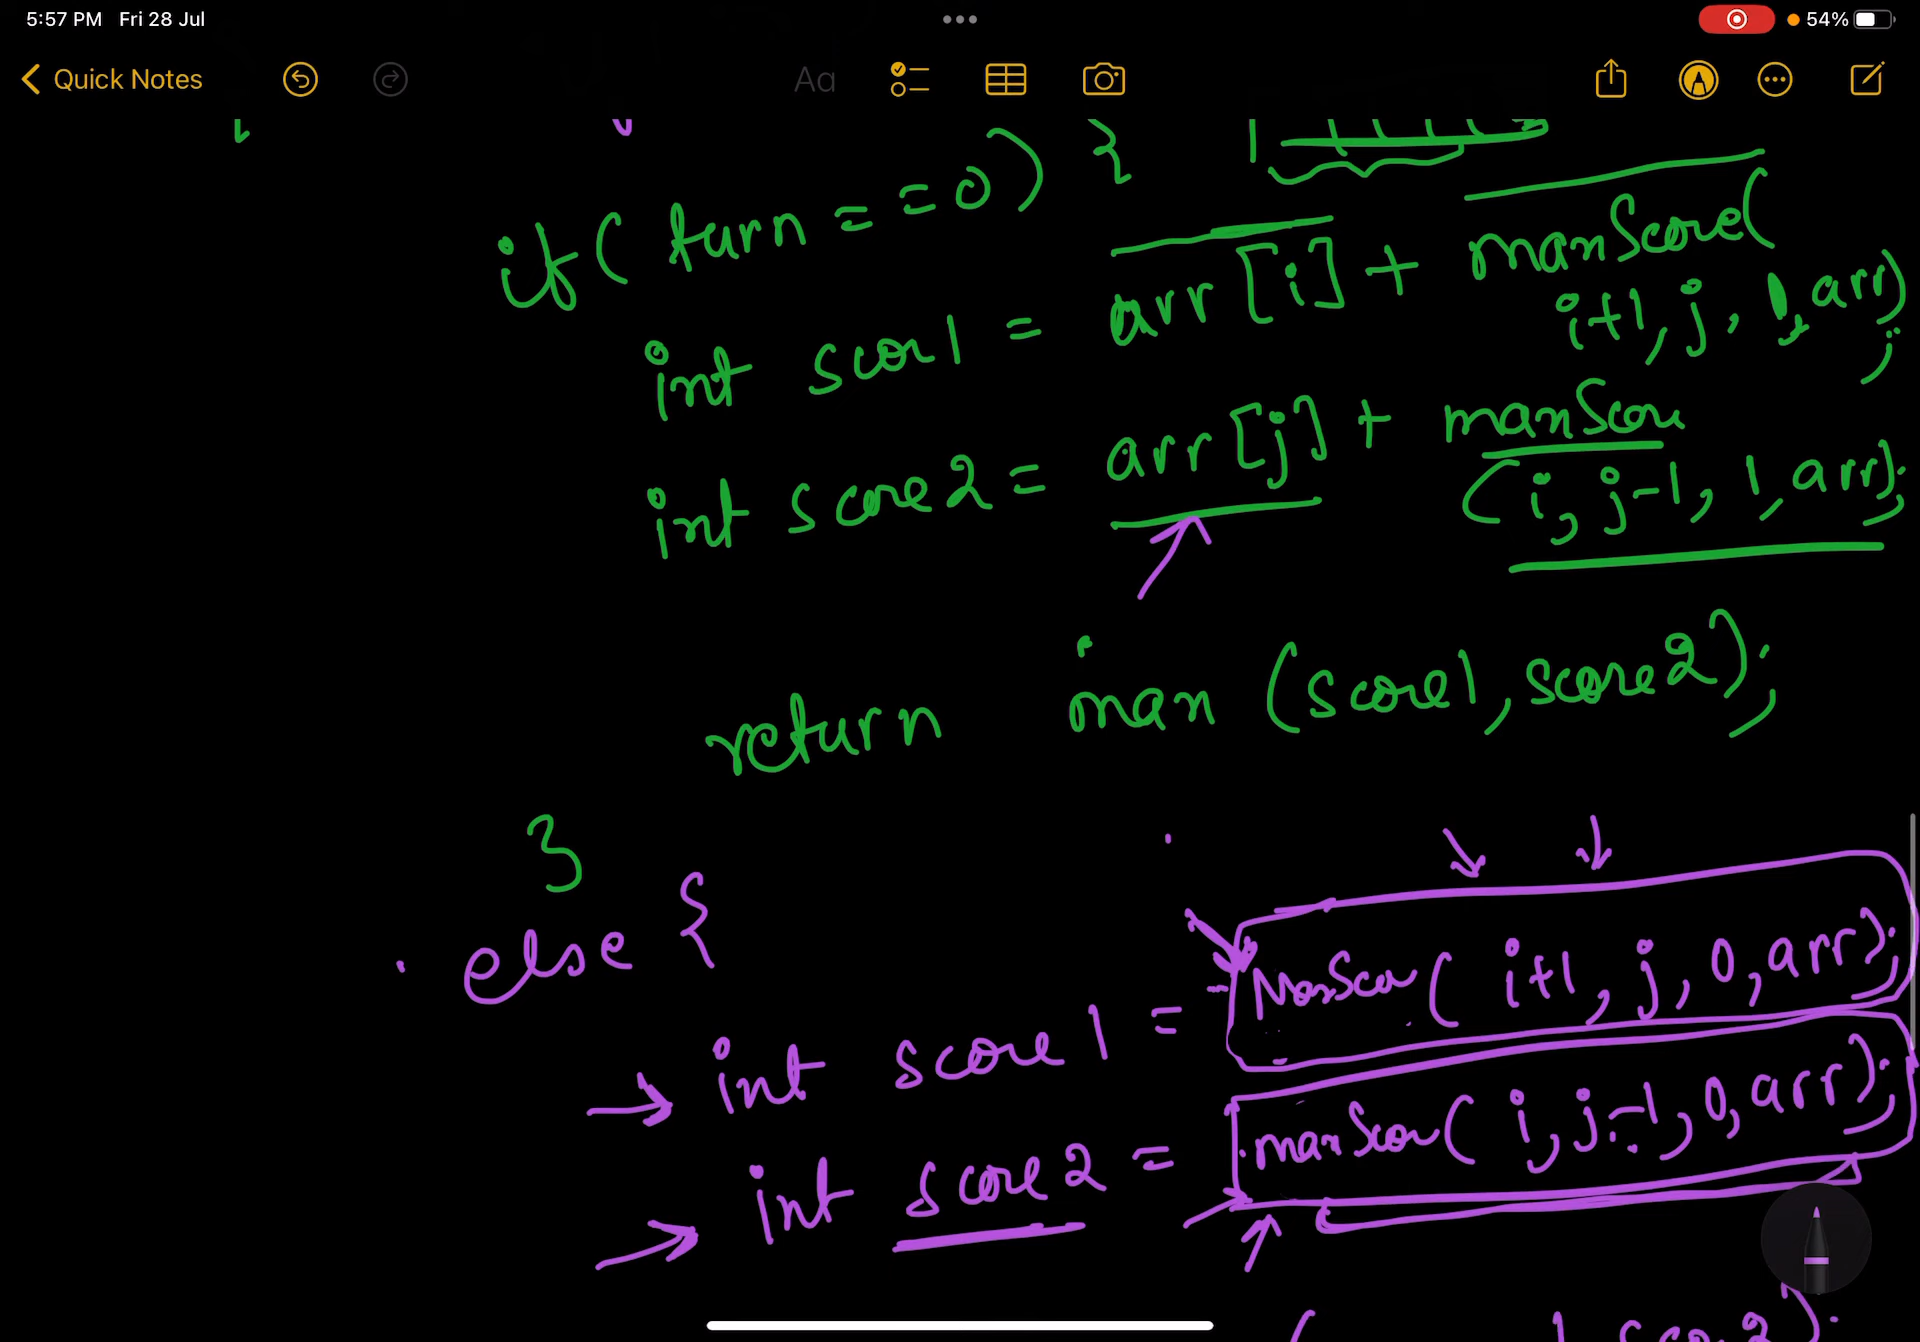 5:57 PM Fri 28 Jul 54%
Quick Notes Aa
if ( turn = = = 0 ) {
int scor1 = arr [i] + manScore(
i+1, j, 1, arr)
;
int score2 = arr [j] + manScore
(i, j-1, 1, arr);
return man (score1, score2);
}
else {
int score1 = ManScor( i+1, j, 0, arr);
int score2 = manScor( i, j-1, 0, arr);